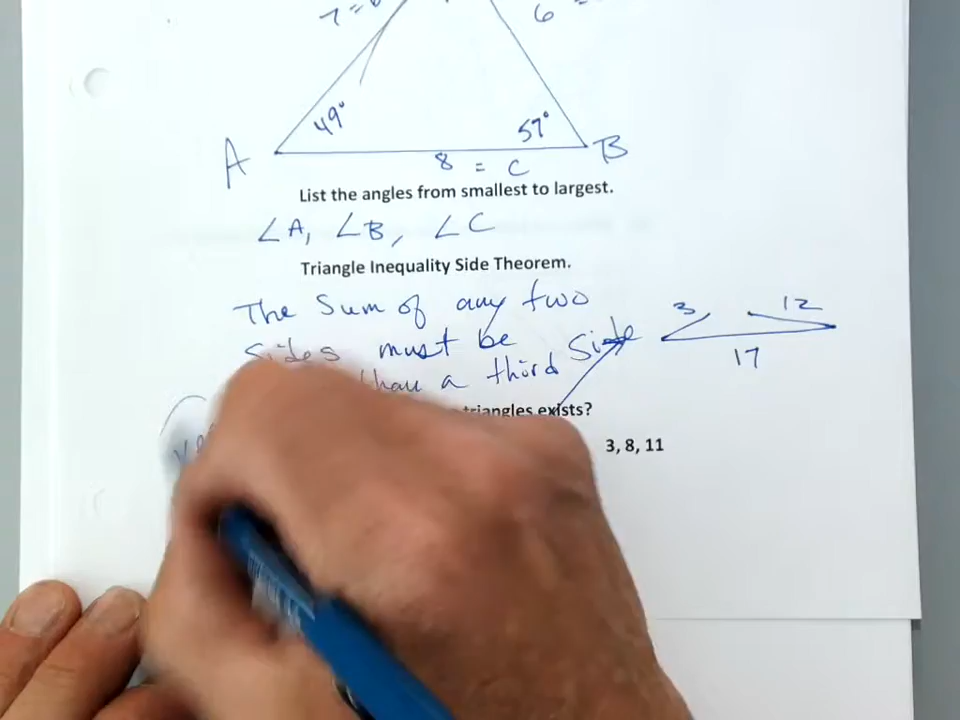 7 =
6 =
49°
57°
A
8 = C
B
List the angles from smallest to largest.
∠A, ∠B, ∠C
Triangle Inequality Side Theorem.
The Sum of any two
Sides must be
than a third Side
3 12
17
triangles exists?
3, 8, 11